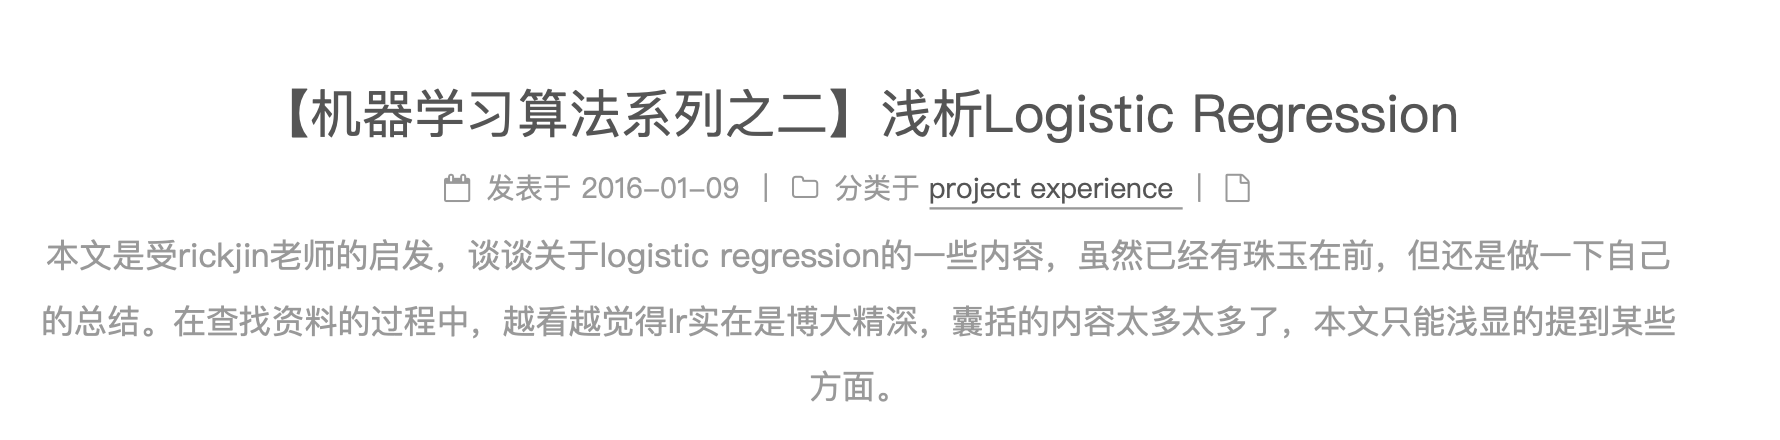 【机器学习算法系列之二】浅析Logistic Regression
发表于 2016-01-09 | 分类于 project experience |
本文是受rickjin老师的启发，谈谈关于logistic regression的一些内容，虽然已经有珠玉在前，但还是做一下自己
的总结。在查找资料的过程中，越看越觉得lr实在是博大精深，囊括的内容太多太多了，本文只能浅显的提到某些
方面。